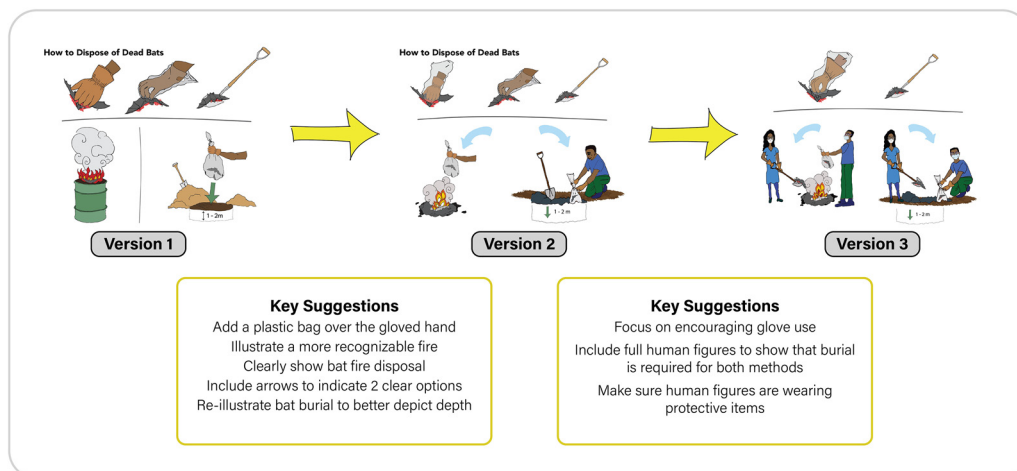 How to Dispose of Dead Bats
1 - 2m
Version 1
How to Dispose of Dead Bats
1 - 2 m
Version 2
1 - 2 m
Version 3
Key Suggestions
Add a plastic bag over the gloved hand
Illustrate a more recognizable fire
Clearly show bat fire disposal
Include arrows to indicate 2 clear options
Re-illustrate bat burial to better depict depth
Key Suggestions
Focus on encouraging glove use
Include full human figures to show that burial
is required for both methods
Make sure human figures are wearing
protective items